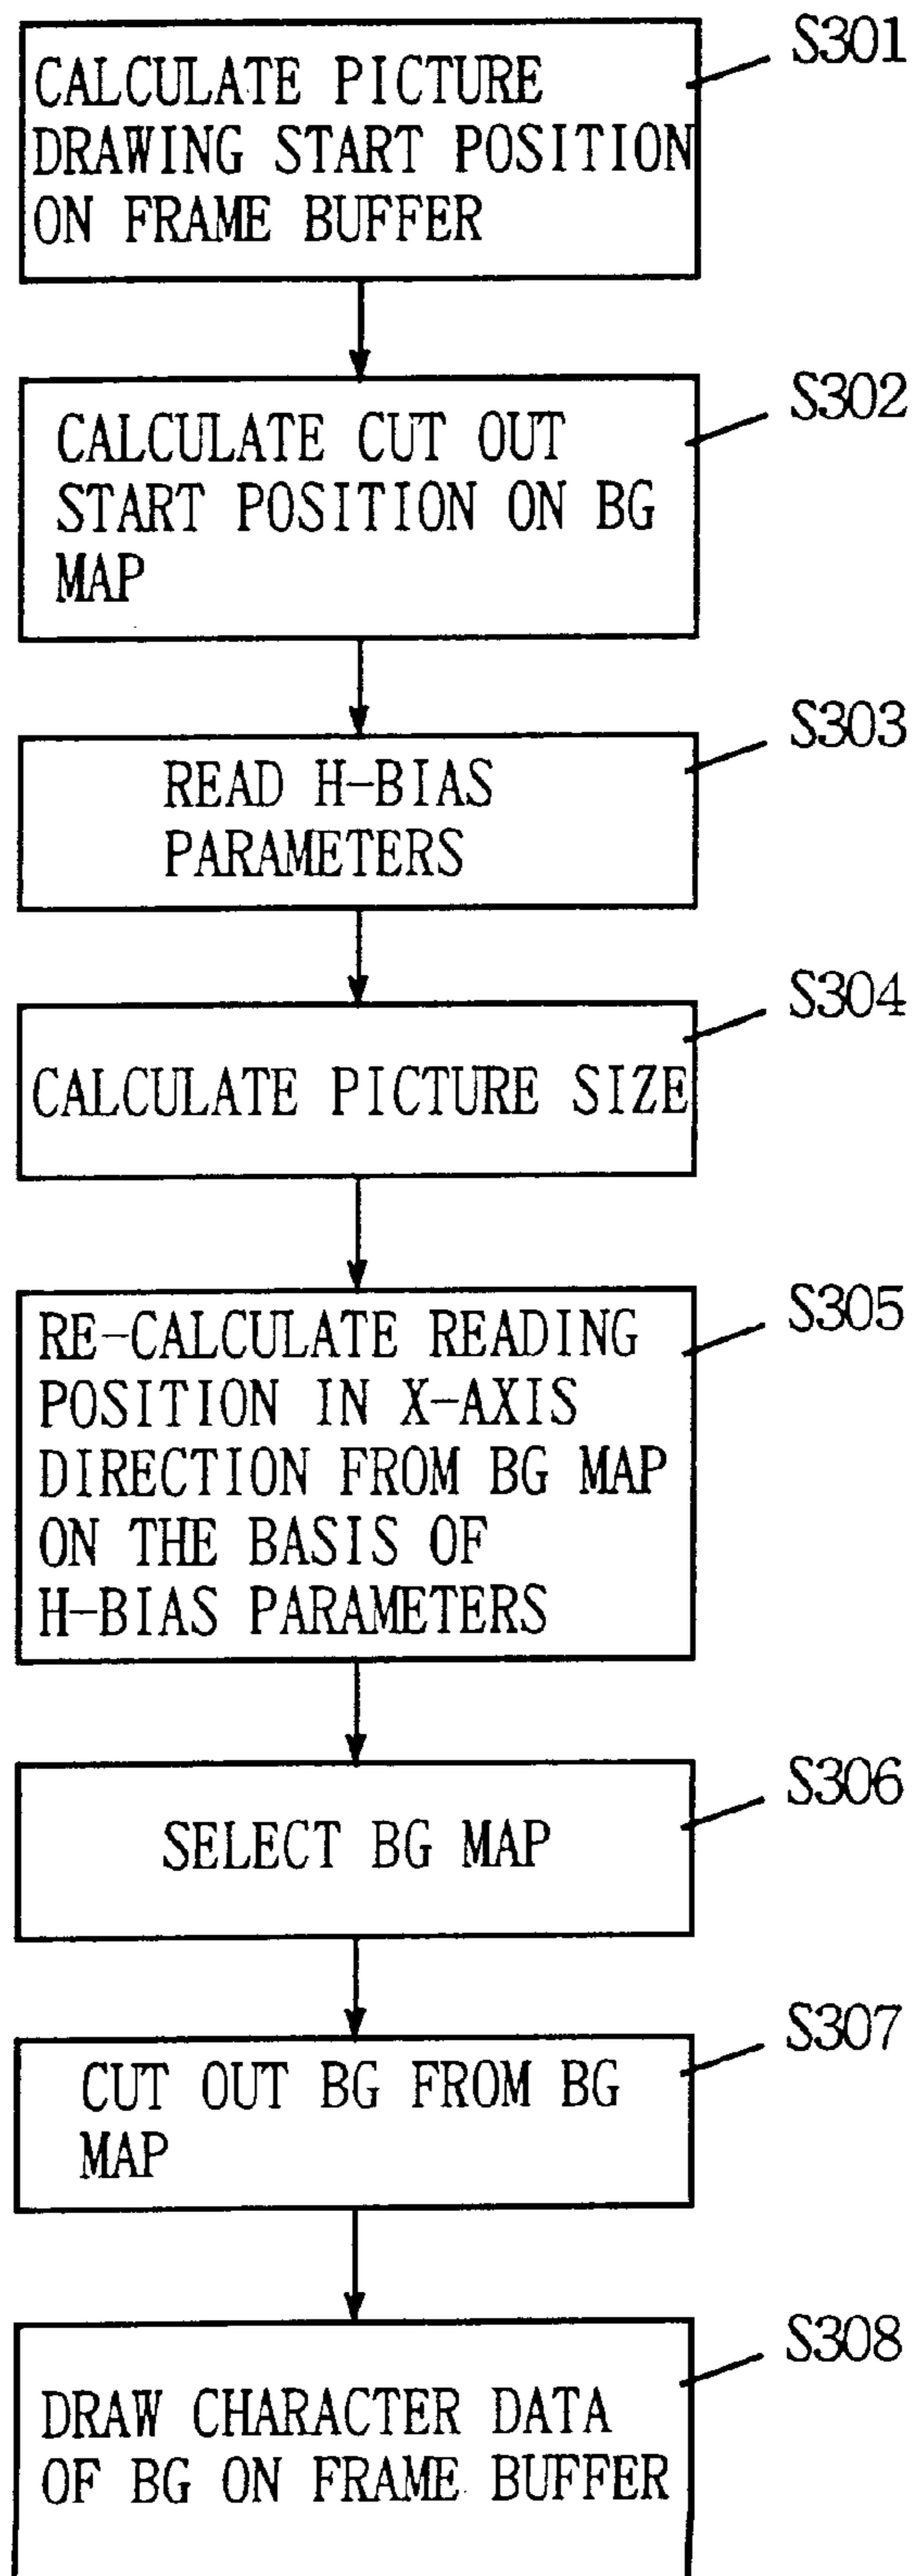 S301
CALCULATE PICTURE
DRAWING START POSITION
ON FRAME BUFFER
S302
CALCULATE CUT OUT
START POSITION ON BG
MAP
S303
READ H-BIAS
PARAMETERS
S304
CALCULATE PICTURE SIZE
S305
RE-CALCULATE READING
POSITION IN X-AXIS
DIRECTION FROM BG MAP
ON THE BASIS OF
H-BIAS PARAMETERS
S306
SELECT BG MAP
S307
CUT OUT BG FROM BG
MAP
S308
DRAW CHARACTER DATA
OF BG ON FRAME BUFFER